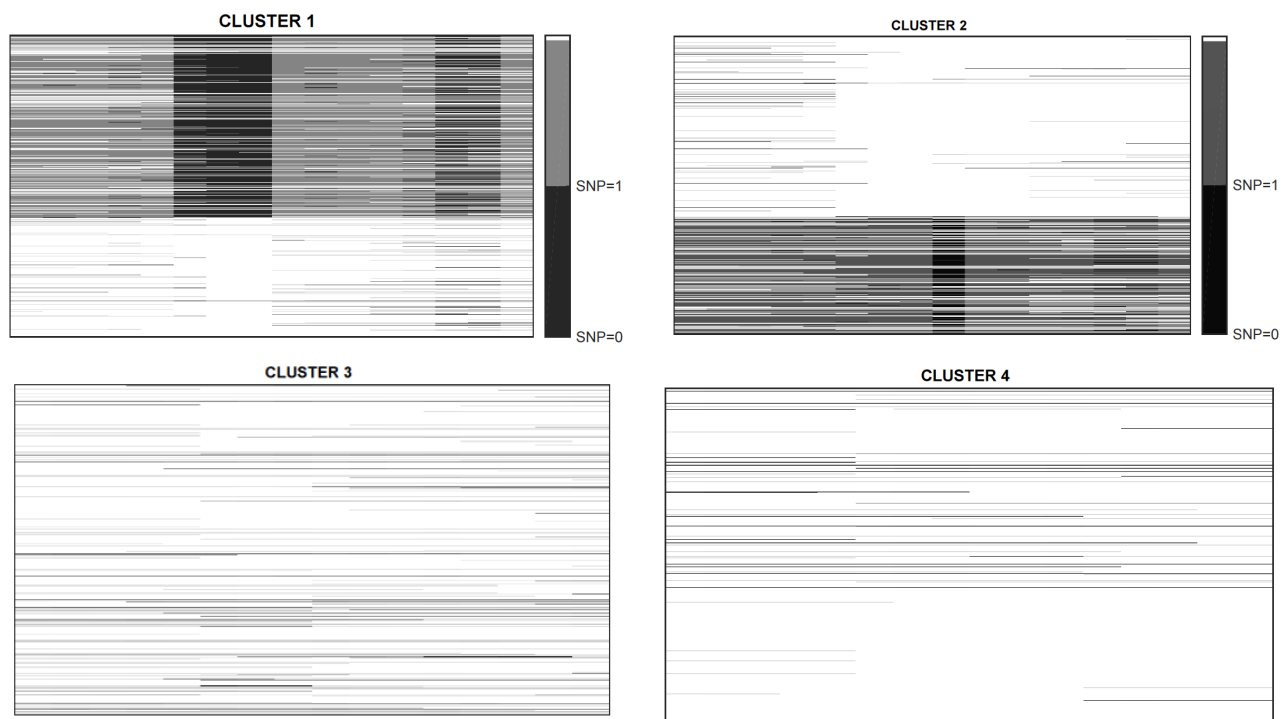 CLUSTER 1
SNP=1
SNP=0
CLUSTER 2
SNP=1
SNP=0
CLUSTER 3
CLUSTER 4